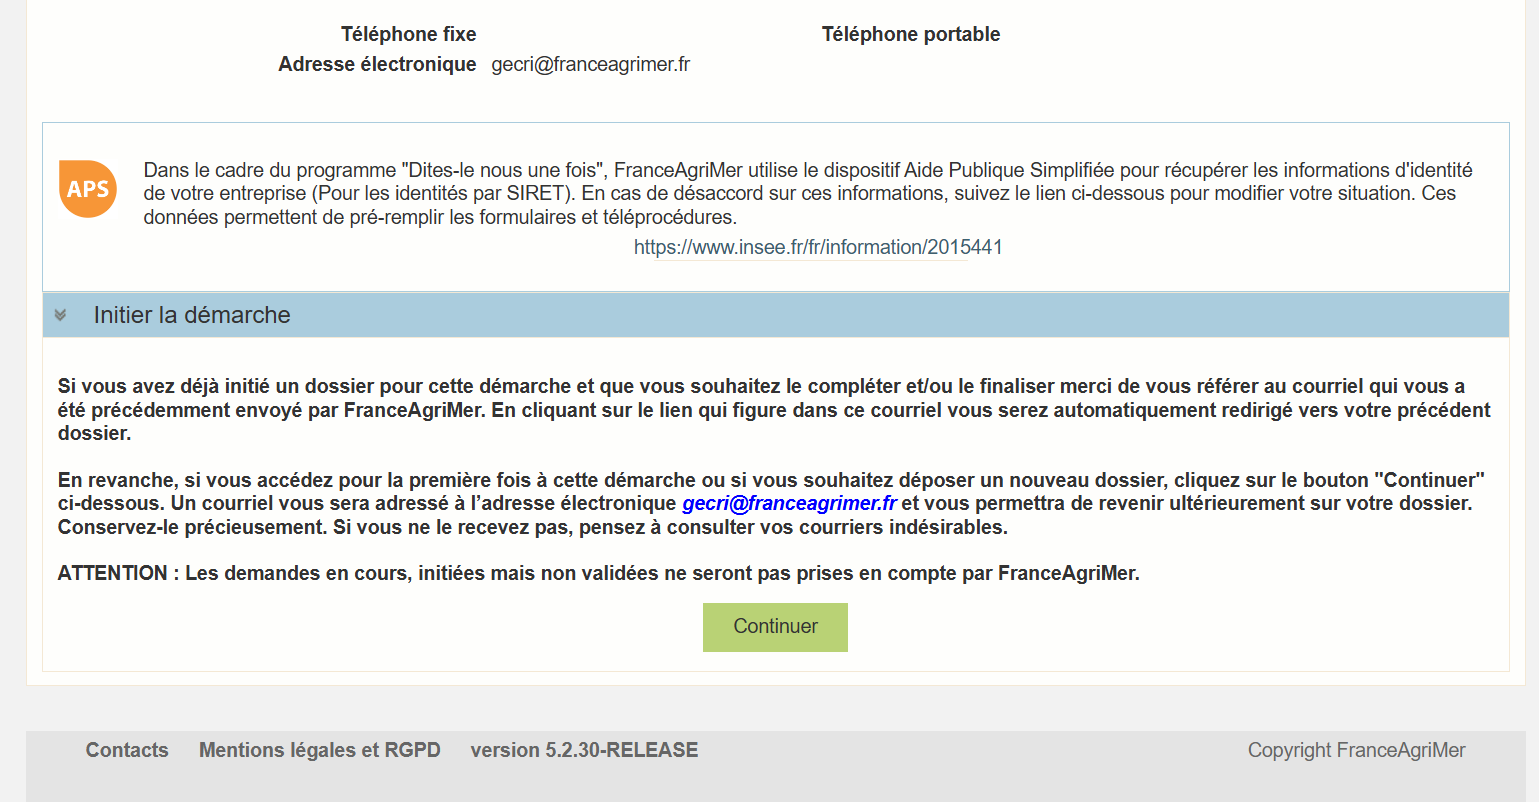 Téléphone fixe
Téléphone portable
Adresse électronique gecri@franceagrimer.fr
APS
Dans le cadre du programme "Dites-le nous une fois", FranceAgriMer utilise le dispositif Aide Publique Simplifiée pour récupérer les informations d'identité
de votre entreprise (Pour les identités par SIRET). En cas de désaccord sur ces informations, suivez le lien ci-dessous pour modifier votre situation. Ces
données permettent de pré-remplir les formulaires et téléprocédures.
https://www.insee.fr/fr/information/2015441
Initier la démarche
Si vous avez déjà initié un dossier pour cette démarche et que vous souhaitez le compléter et/ou le finaliser merci de vous référer au courriel qui vous a
été précédemment envoyé par FranceAgriMer. En cliquant sur le lien qui figure dans ce courriel vous serez automatiquement redirigé vers votre précédent
dossier.
En revanche, si vous accédez pour la première fois à cette démarche ou si vous souhaitez déposer un nouveau dossier, cliquez sur le bouton "Continuer"
ci-dessous. Un courriel vous sera adressé à l’adresse électronique gecri@franceagrimer.fr et vous permettra de revenir ultérieurement sur votre dossier.
Conservez-le précieusement. Si vous ne le recevez pas, pensez à consulter vos courriers indésirables.
ATTENTION : Les demandes en cours, initiées mais non validées ne seront pas prises en compte par FranceAgriMer.
Continuer
Contacts Mentions légales et RGPD version 5.2.30-RELEASE Copyright FranceAgriMer